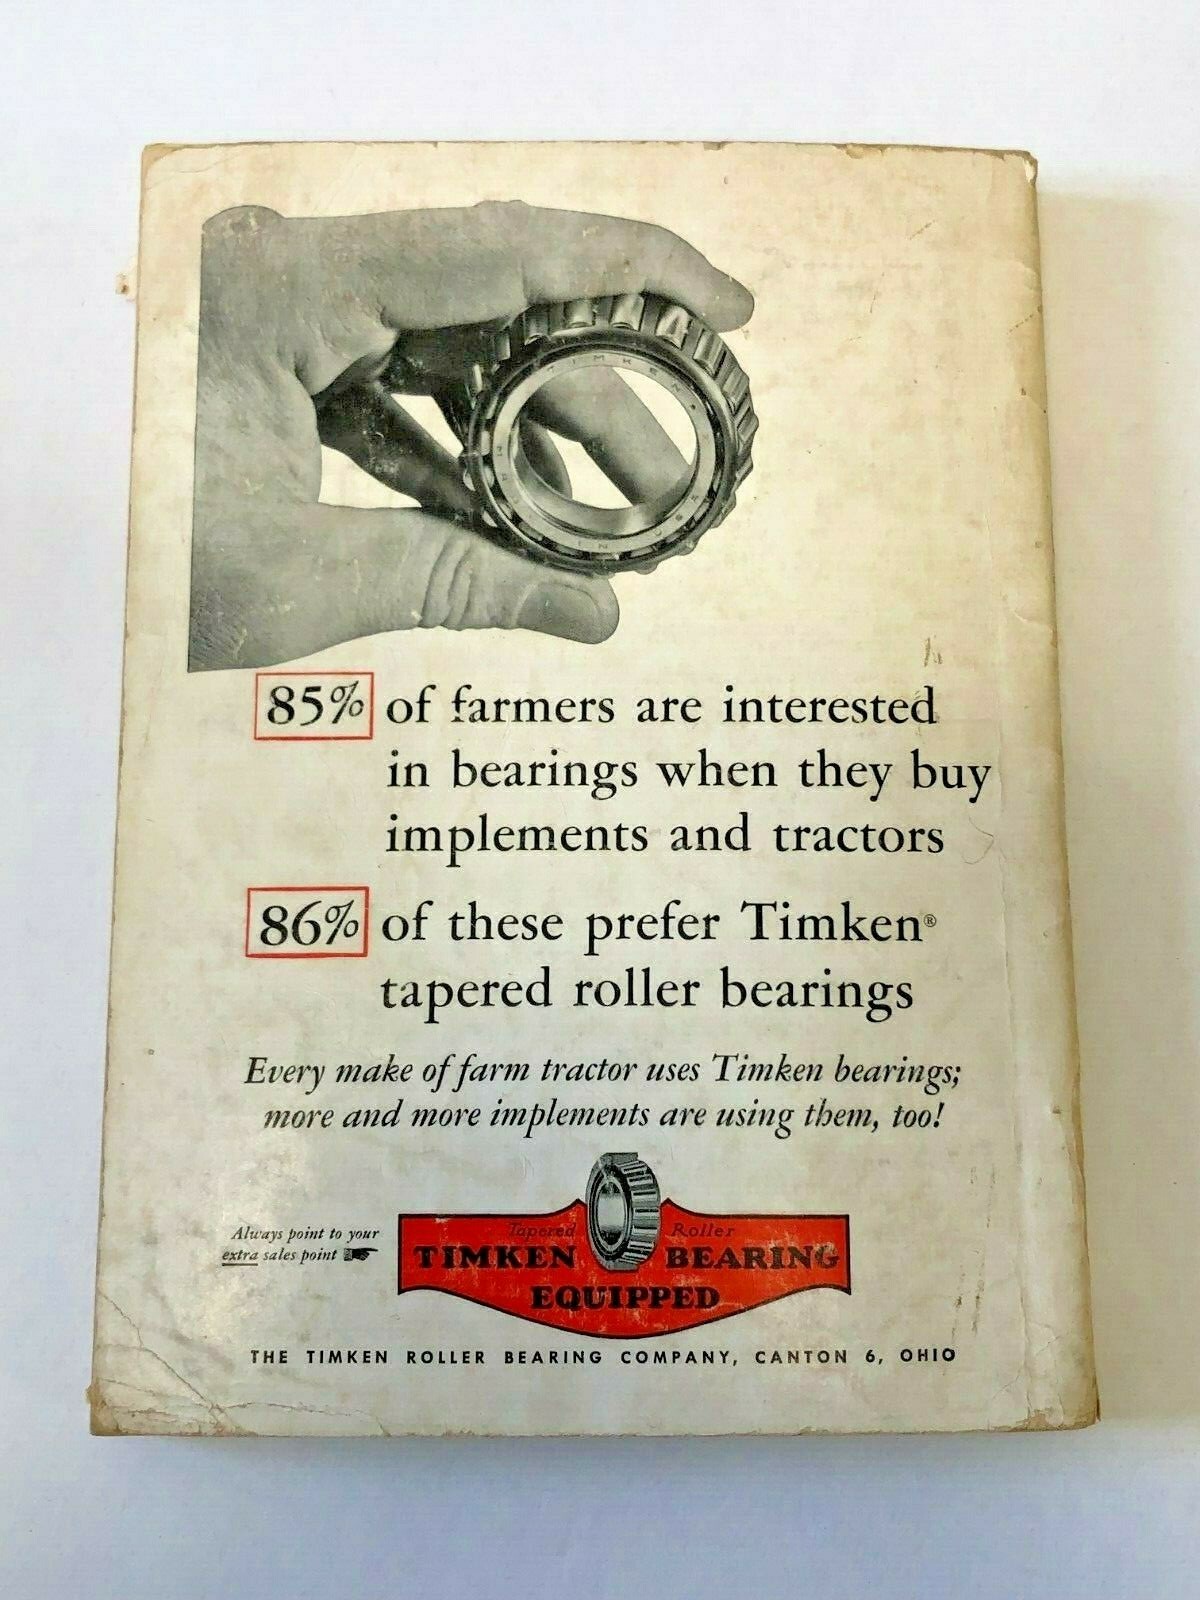 TIMKEN
85% of farmers are interested
in bearings when they buy
implements and tractors
86% of these prefer Timken®
tapered roller bearings
Every make of farm tractor uses Timken bearings;
more and more implements are using them, too!
Always point to your
extra sales point
Tapered Roller
TIMKEN BEARING
EQUIPPED
THE TIMKEN ROLLER BEARING COMPANY, CANTON 6, OHIO